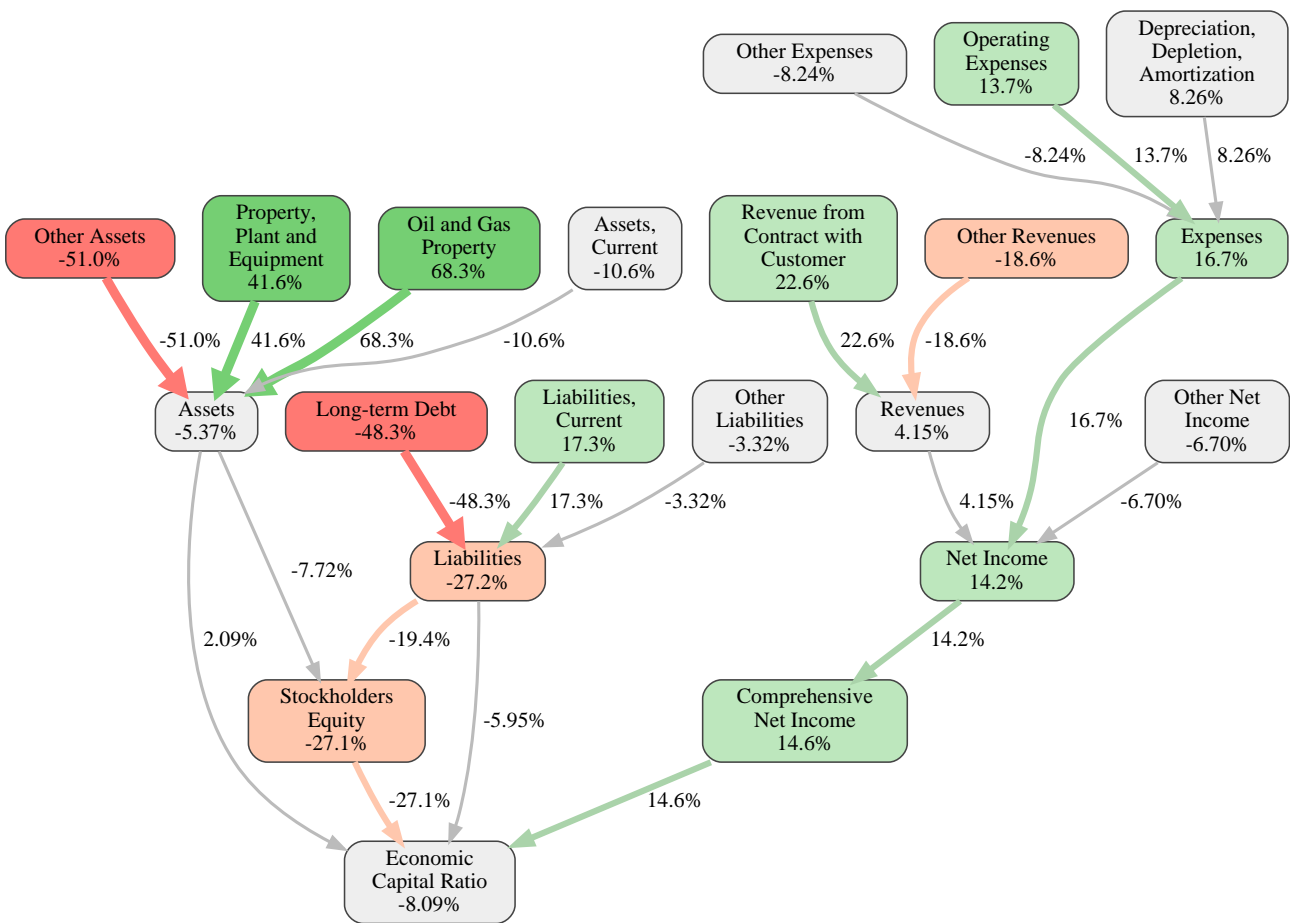 Other Expenses
-8.24%
Operating
Expenses
13.7%
Depreciation,
Depletion,
Amortization
8.26%
-8.24%
13.7%
8.26%
Other Assets
-51.0%
Property,
Plant and
Equipment
41.6%
Oil and Gas
Property
68.3%
Assets,
Current
-10.6%
Revenue from
Contract with
Customer
22.6%
Other Revenues
-18.6%
Expenses
16.7%
-51.0%
41.6%
68.3%
-10.6%
22.6%
-18.6%
Assets
-5.37%
Long-term Debt
-48.3%
Liabilities,
Current
17.3%
Other
Liabilities
-3.32%
Revenues
4.15%
16.7%
Other Net
Income
-6.70%
-48.3%
17.3%
-3.32%
4.15%
-6.70%
-7.72%
Liabilities
-27.2%
Net Income
14.2%
2.09%
-19.4%
14.2%
Stockholders
Equity
-27.1%
-5.95%
Comprehensive
Net Income
14.6%
-27.1%
14.6%
Economic
Capital Ratio
-8.09%